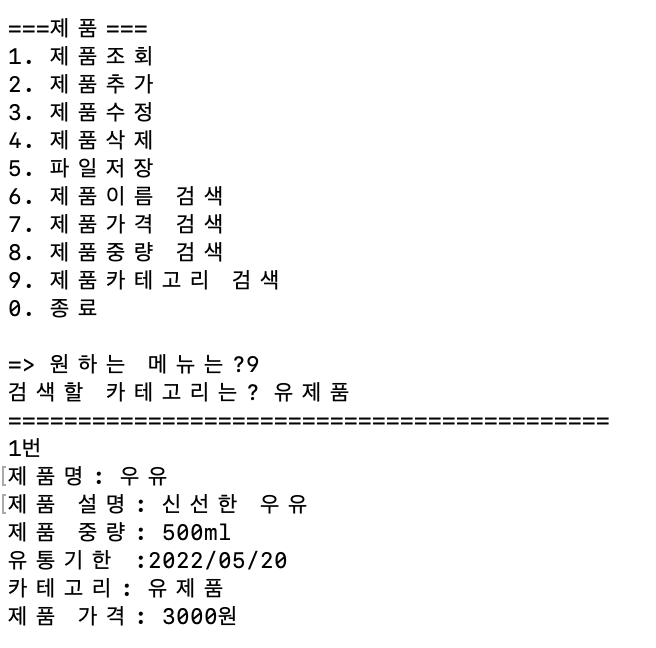 ===제품===
1. 제품조회
2. 제품추가
3. 제품수정
4. 제품삭제
5. 파일저장
6. 제품이름 검색
7. 제품가격 검색
8. 제품중량 검색
9. 제품카테고리 검색
0. 종료
=> 원하는 메뉴는?9
검색할 카테고리는? 유제품
===========================================
1번
[제품명: 우유
[제품 설명: 신선한 우유
제품 중량: 500ml
유통기한 :2022/05/20
카테고리: 유제품
제품 가격: 3000원